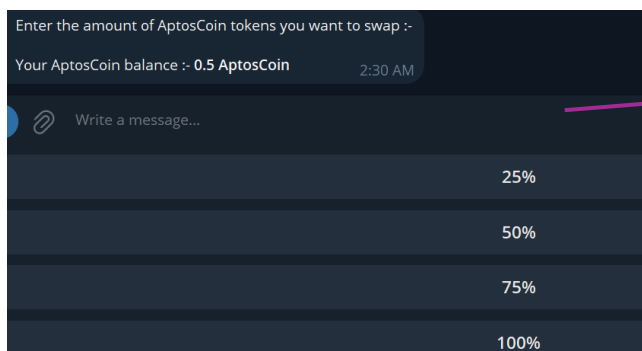 Enter the amount of AptosCoin tokens you want to swap :-
Your AptosCoin balance :- 0.5 AptosCoin
2:30 AM
Write a message...
25%
50%
75%
100%